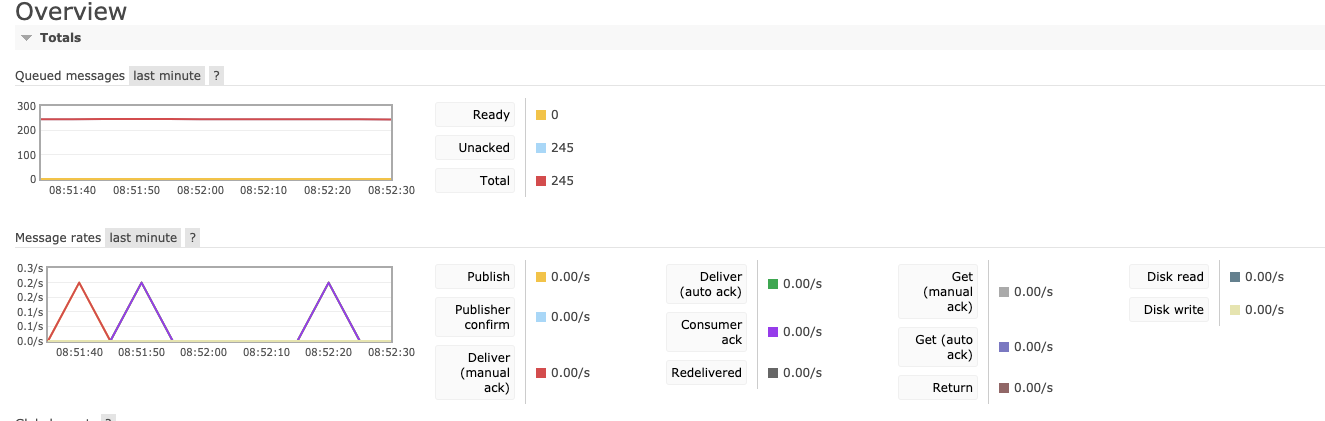 Overview
Totals
Queued messages last minute ?
300
200
100
0
08:51:40 08:51:50 08:52:00 08:52:10 08:52:20 08:52:30
Ready 0
Unacked 245
Total 245
Message rates last minute ?
0.3/s
0.2/s
0.2/s
0.1/s
0.1/s
0.0/s
08:51:40 08:51:50 08:52:00 08:52:10 08:52:20 08:52:30
Publish 0.00/s
Publisher
confirm 0.00/s
Deliver
(manual 0.00/s
ack)
Deliver
(auto ack) 0.00/s
Consumer
ack 0.00/s
Redelivered 0.00/s
Get
(manual 0.00/s
ack)
Get (auto
ack) 0.00/s
Return 0.00/s
Disk read 0.00/s
Disk write 0.00/s